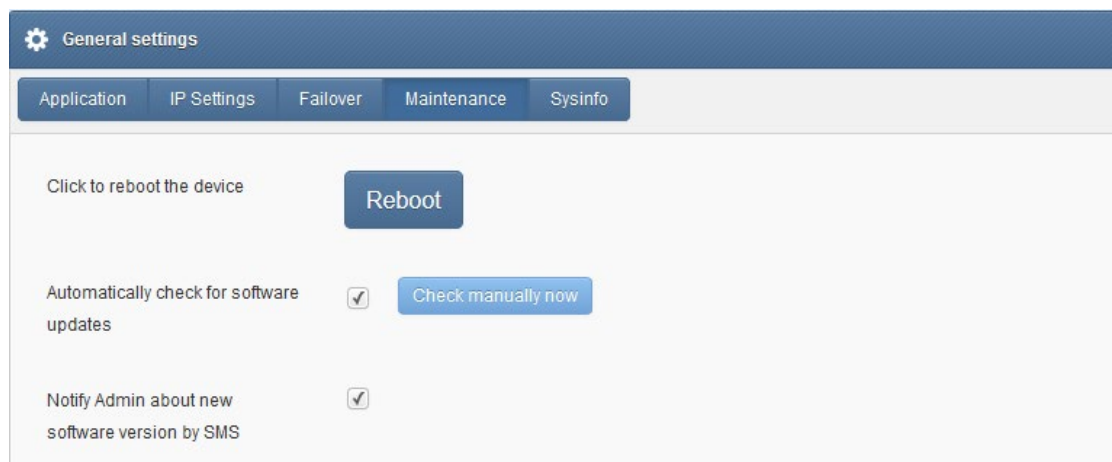 General settings
Application IP Settings Failover Maintenance Sysinfo
Click to reboot the device
Reboot
Automatically check for software
updates
Check manually now
Notify Admin about new
software version by SMS